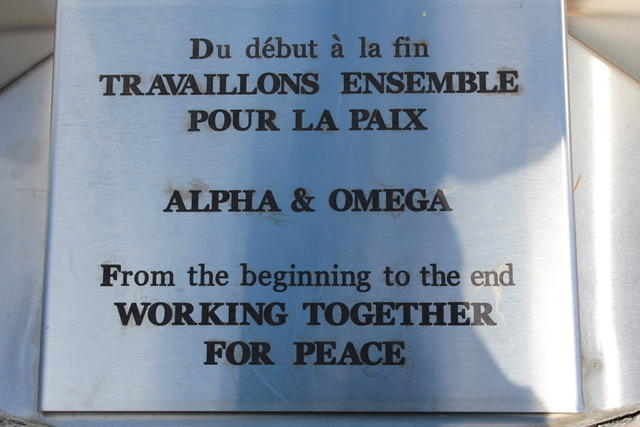 Du début à la fin
TRAVAILLONS ENSEMBLE
POUR LA PAIX
ALPHA & OMEGA
From the beginning to the end
WORKING TOGETHER
FOR PEACE